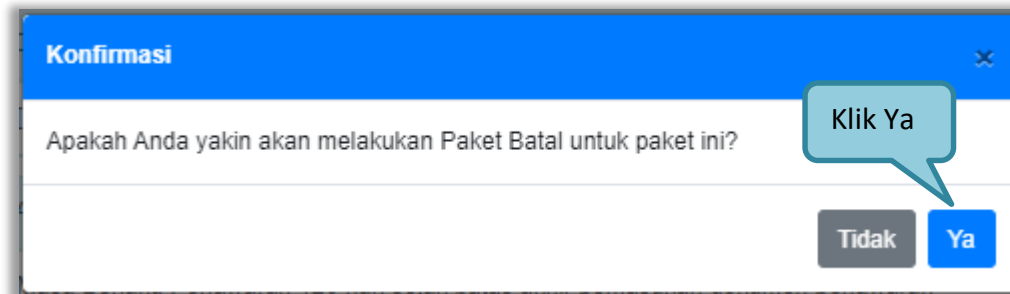 Konfirmasi
×
Klik Ya
Apakah Anda yakin akan melakukan Paket Batal untuk paket ini?
Tidak
Ya